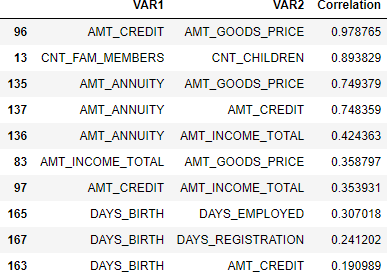 VAR1 VAR2 Correlation
96 AMT_CREDIT AMT_GOODS_PRICE 0.978765
13 CNT_FAM_MEMBERS CNT_CHILDREN 0.893829
135 AMT_ANNUITY AMT_GOODS_PRICE 0.749379
137 AMT_ANNUITY AMT_CREDIT 0.748359
136 AMT_ANNUITY AMT_INCOME_TOTAL 0.424363
83 AMT_INCOME_TOTAL AMT_GOODS_PRICE 0.358797
97 AMT_CREDIT AMT_INCOME_TOTAL 0.353931
165 DAYS_BIRTH DAYS_EMPLOYED 0.307018
167 DAYS_BIRTH DAYS_REGISTRATION 0.241202
163 DAYS_BIRTH AMT_CREDIT 0.190989